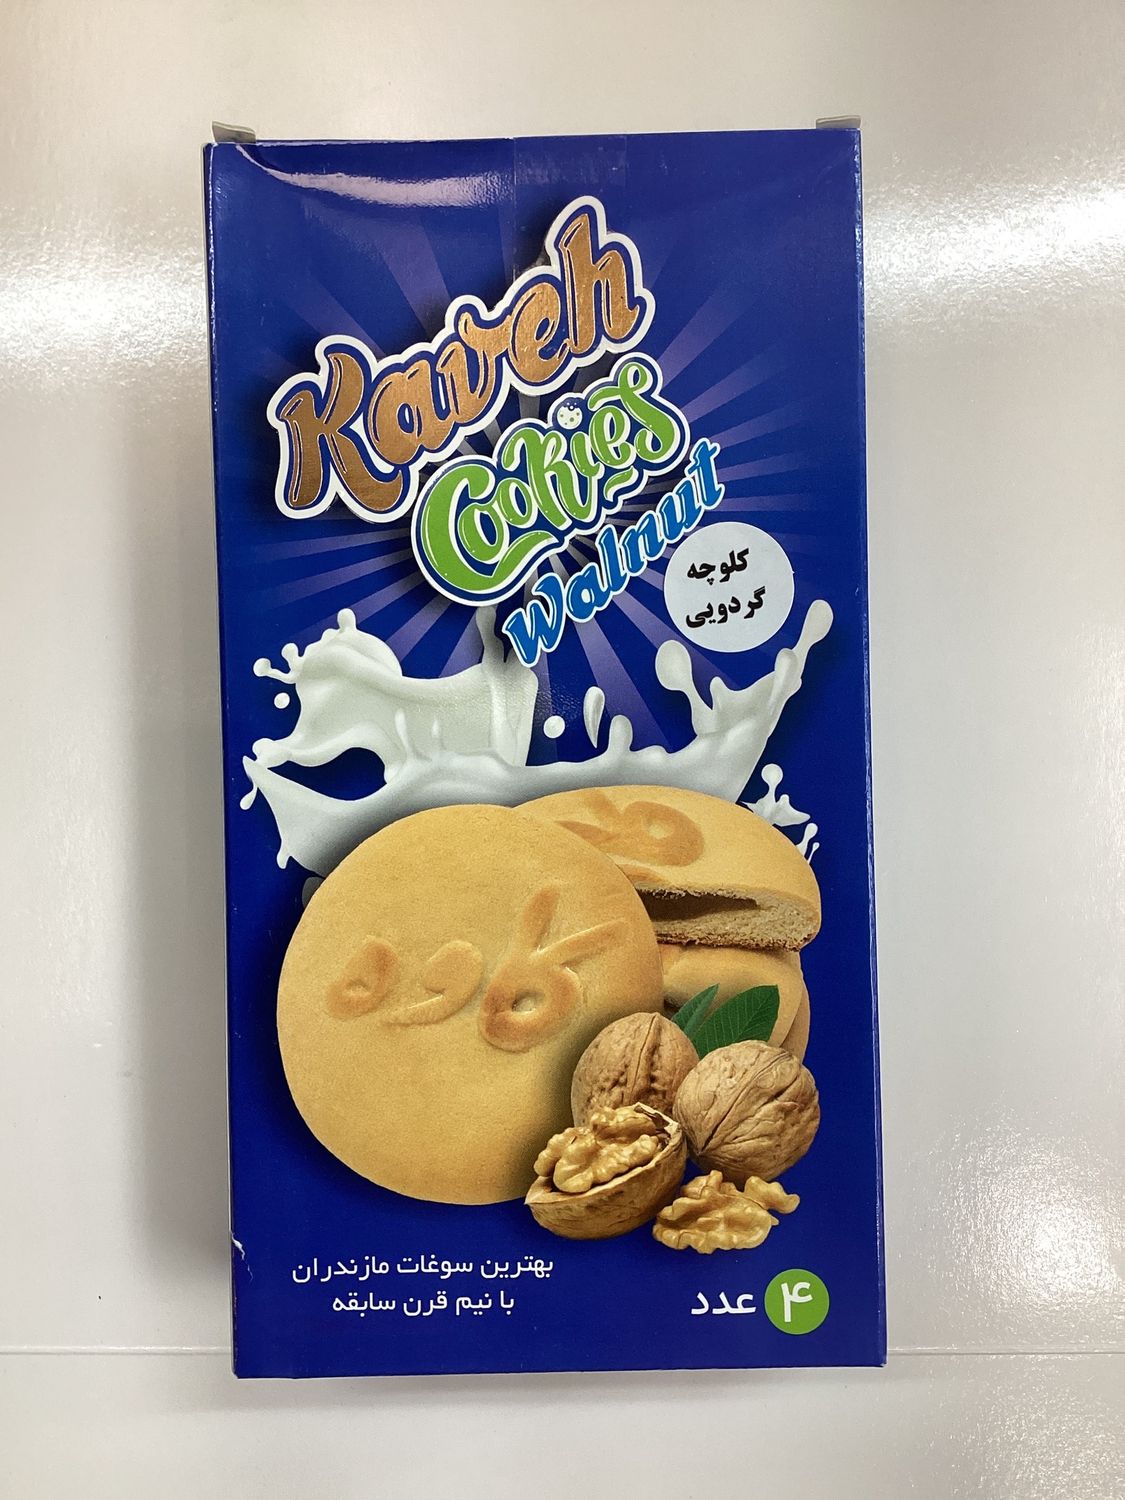 Kaveh
Cookies
Walnut
کلوچه
گردویی
کاوه
بهترین سوغات مازندران
با نیم قرن سابقه
۴ عدد